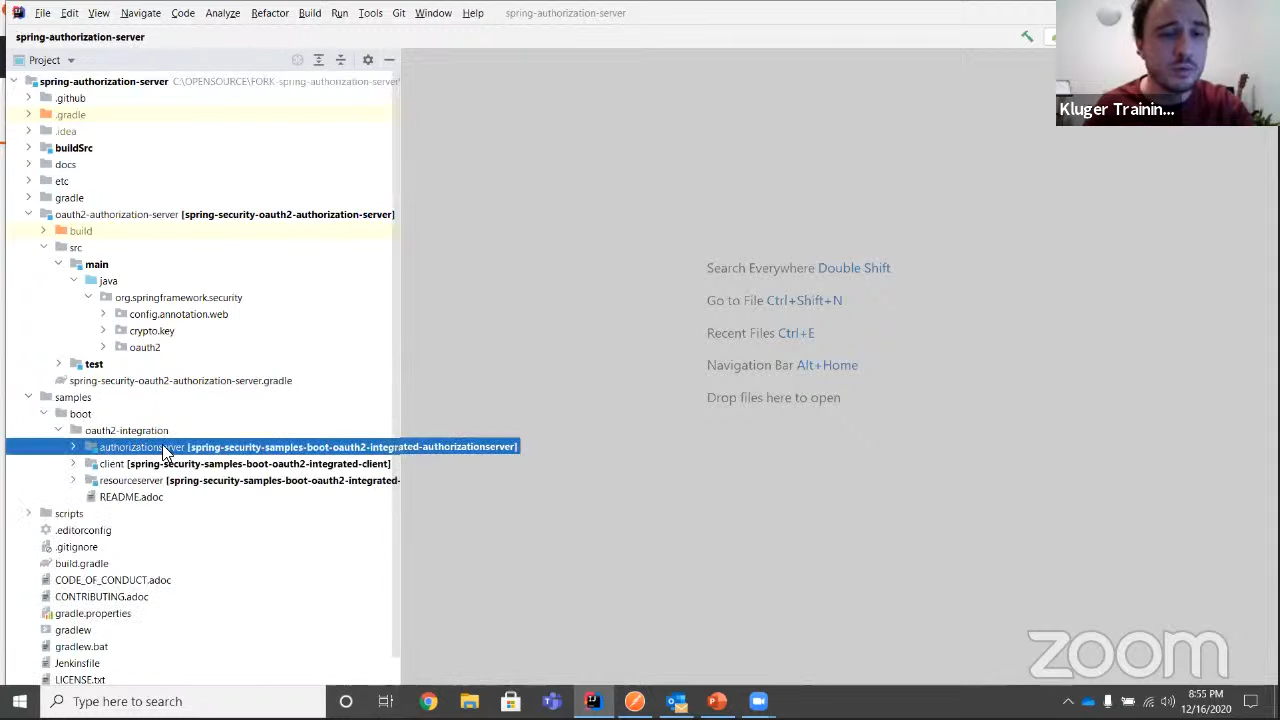 File Edit View Navigate Code Analyze Refactor Build Run Tools Git Window Help spring-authorization-server
spring-authorization-server
Project
spring-authorization-server C:\OPENSOURCE\FORK-spring-authorization-server
.github
.gradle
.idea
buildSrc
docs
etc
gradle
oauth2-authorization-server [spring-security-oauth2-authorization-server]
build
src
main
java
org.springframework.security
config.annotation.web
crypto.key
oauth2
test
spring-security-oauth2-authorization-server.gradle
samples
boot
oauth2-integration
authorizationserver [spring-security-samples-boot-oauth2-integrated-authorizationserver]
client [spring-security-samples-boot-oauth2-integrated-client]
resourceserver [spring-security-samples-boot-oauth2-integrated-
README.adoc
scripts
.editorconfig
.gitignore
build.gradle
CODE_OF_CONDUCT.adoc
CONTRIBUTING.adoc
gradle.properties
gradlew
gradlew.bat
Jenkinsfile
LICENSE.txt
Search Everywhere Double Shift
Go to File Ctrl+Shift+N
Recent Files Ctrl+E
Navigation Bar Alt+Home
Drop files here to open
Kluger Trainin...
zoom
Type here to search
8:55 PM
12/16/2020